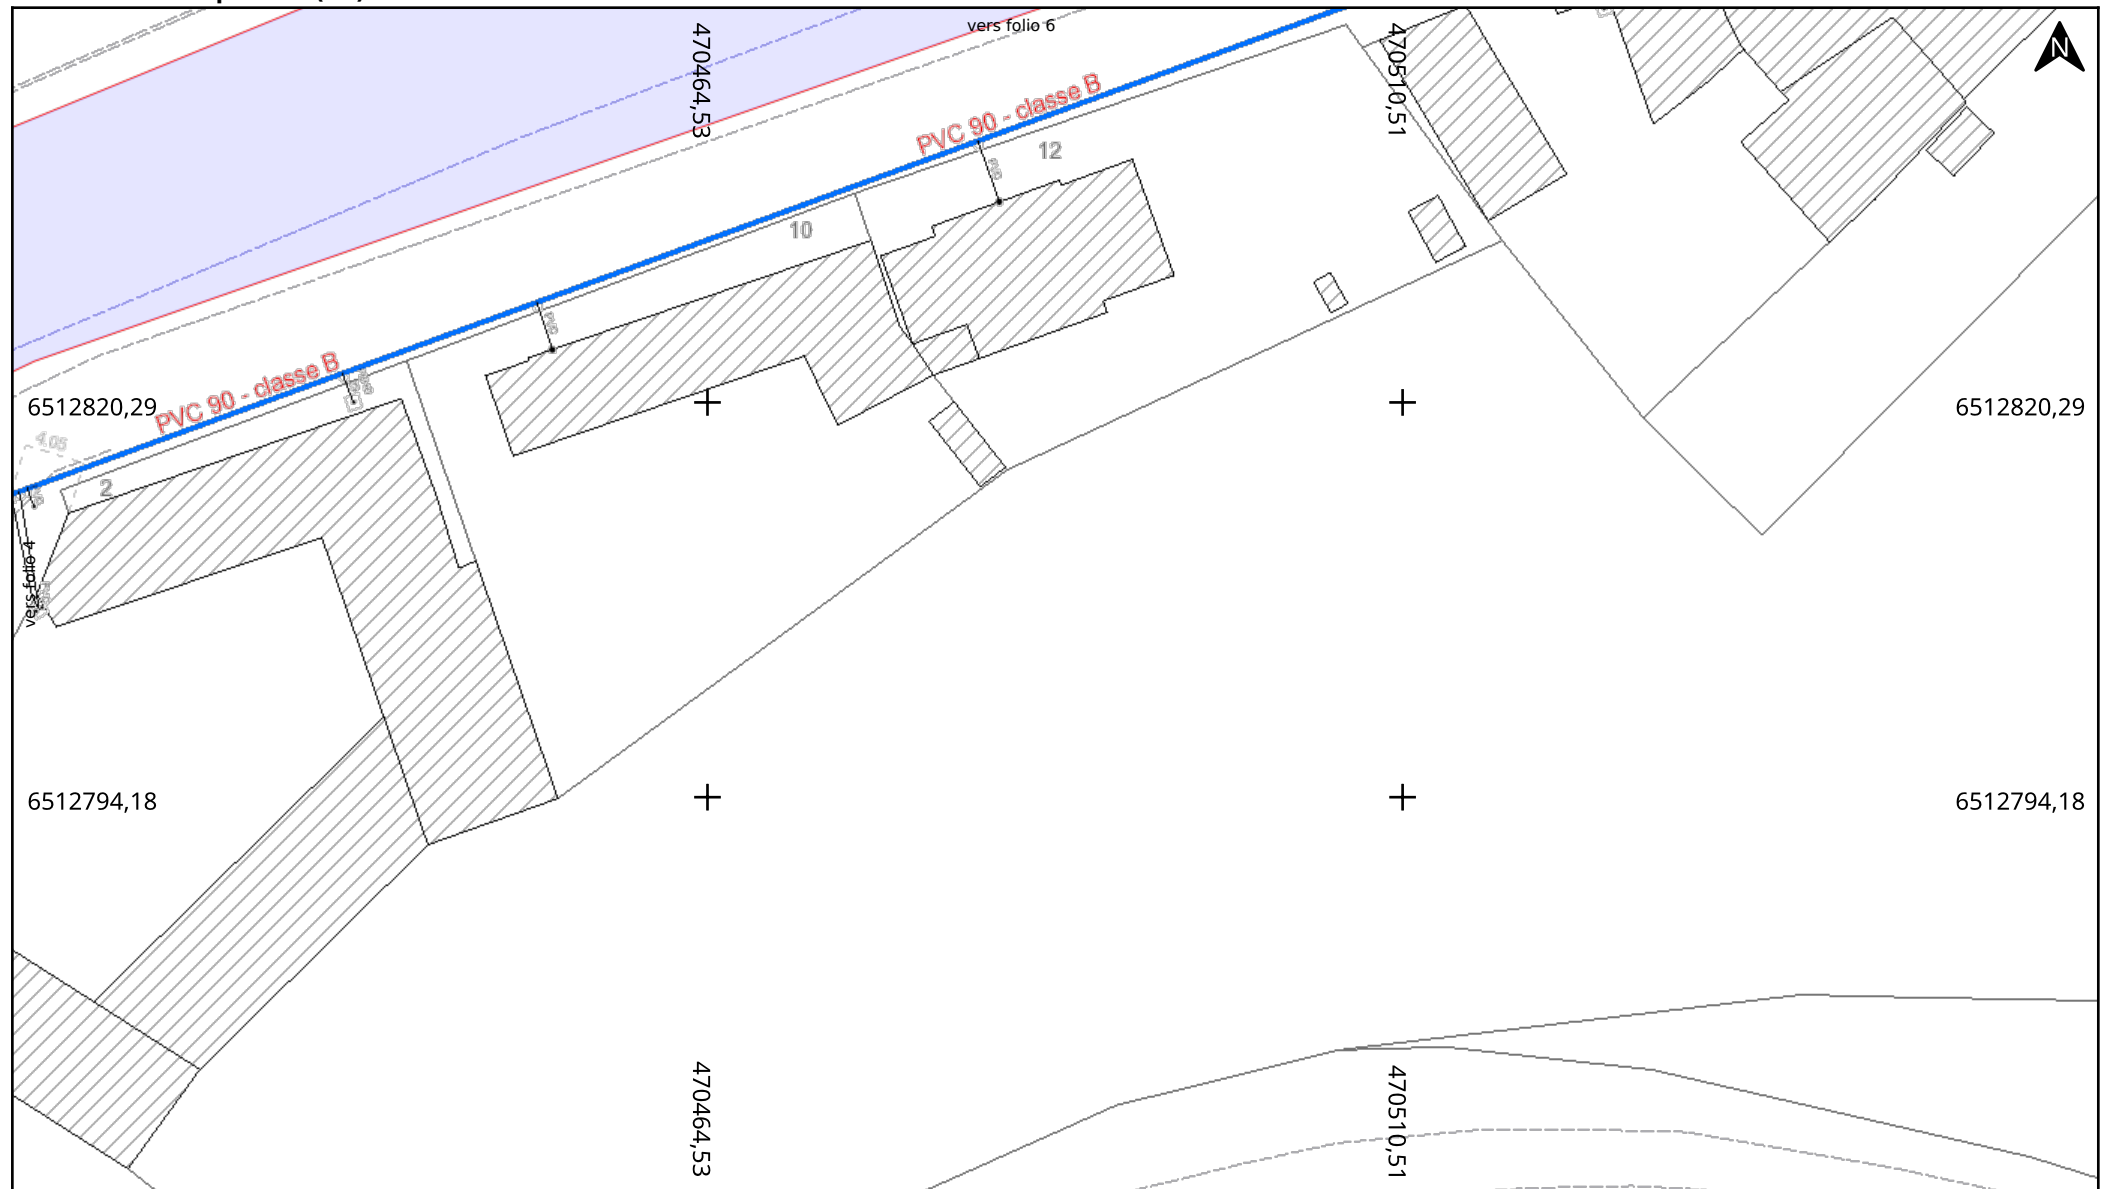 vers folio 6
470464,53
470510,51
N
PVC 90 - classe B
12
10
PVC 90 - classe B
6512820,29
6512820,29
4.05
2
vers folio 4
6512794,18
6512794,18
470464,53
470510,51